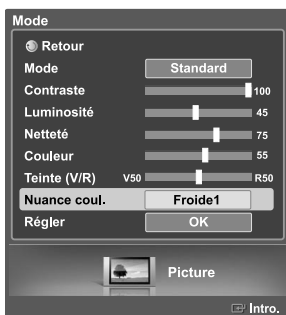 Mode
Retour
Mode Standard
Contraste 100
Luminosité 45
Netteté 75
Couleur 55
Teinte (V/R) V50 R50
Nuance coul. Froide1
Régler OK
Picture
Intro.